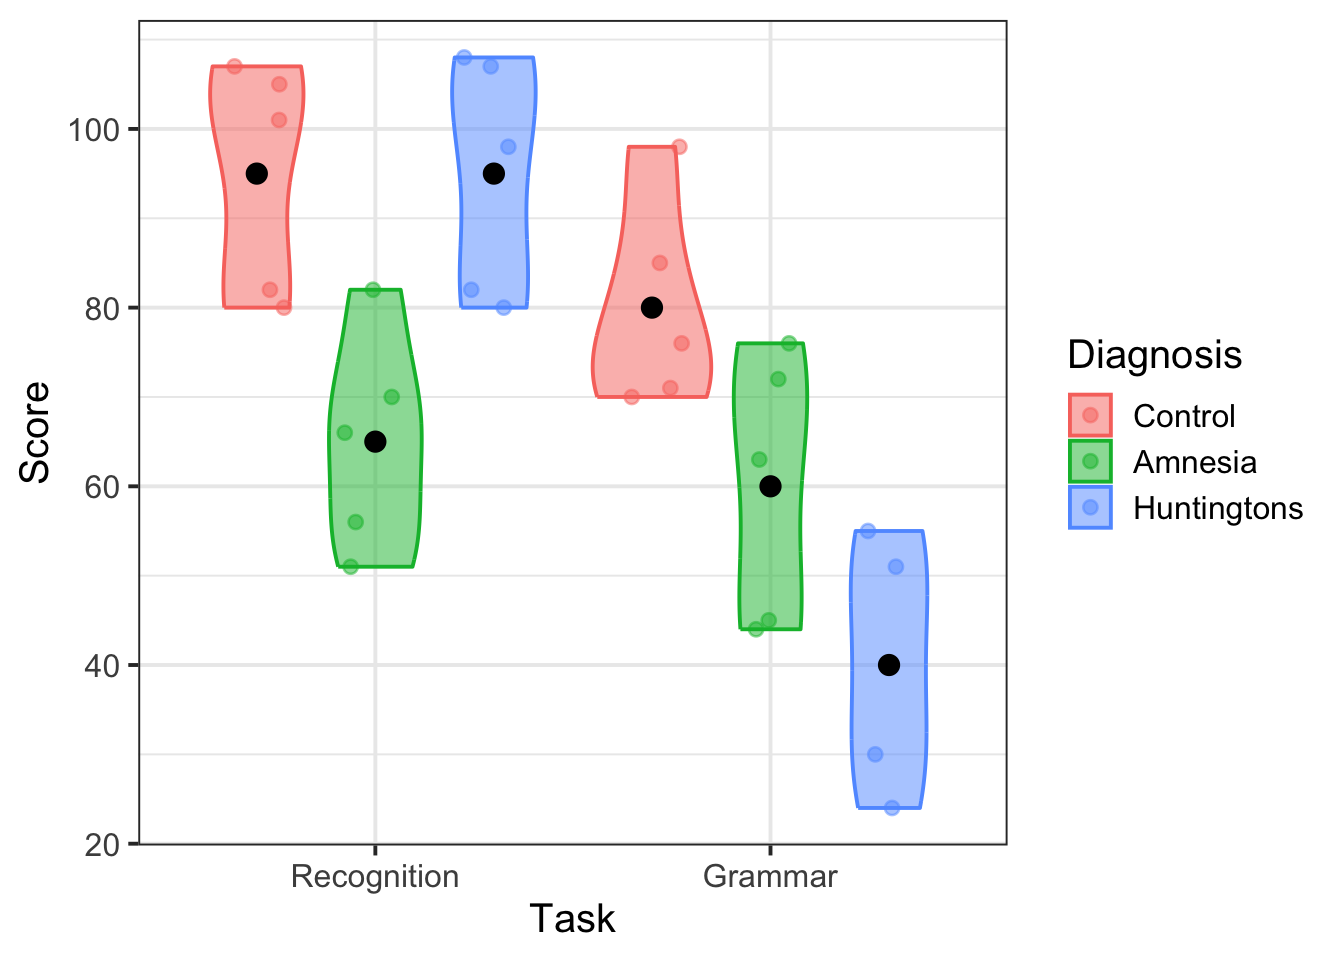 100
80
60
40
20
Score
Recognition
Grammar
Task
Diagnosis
Control
Amnesia
Huntingtons